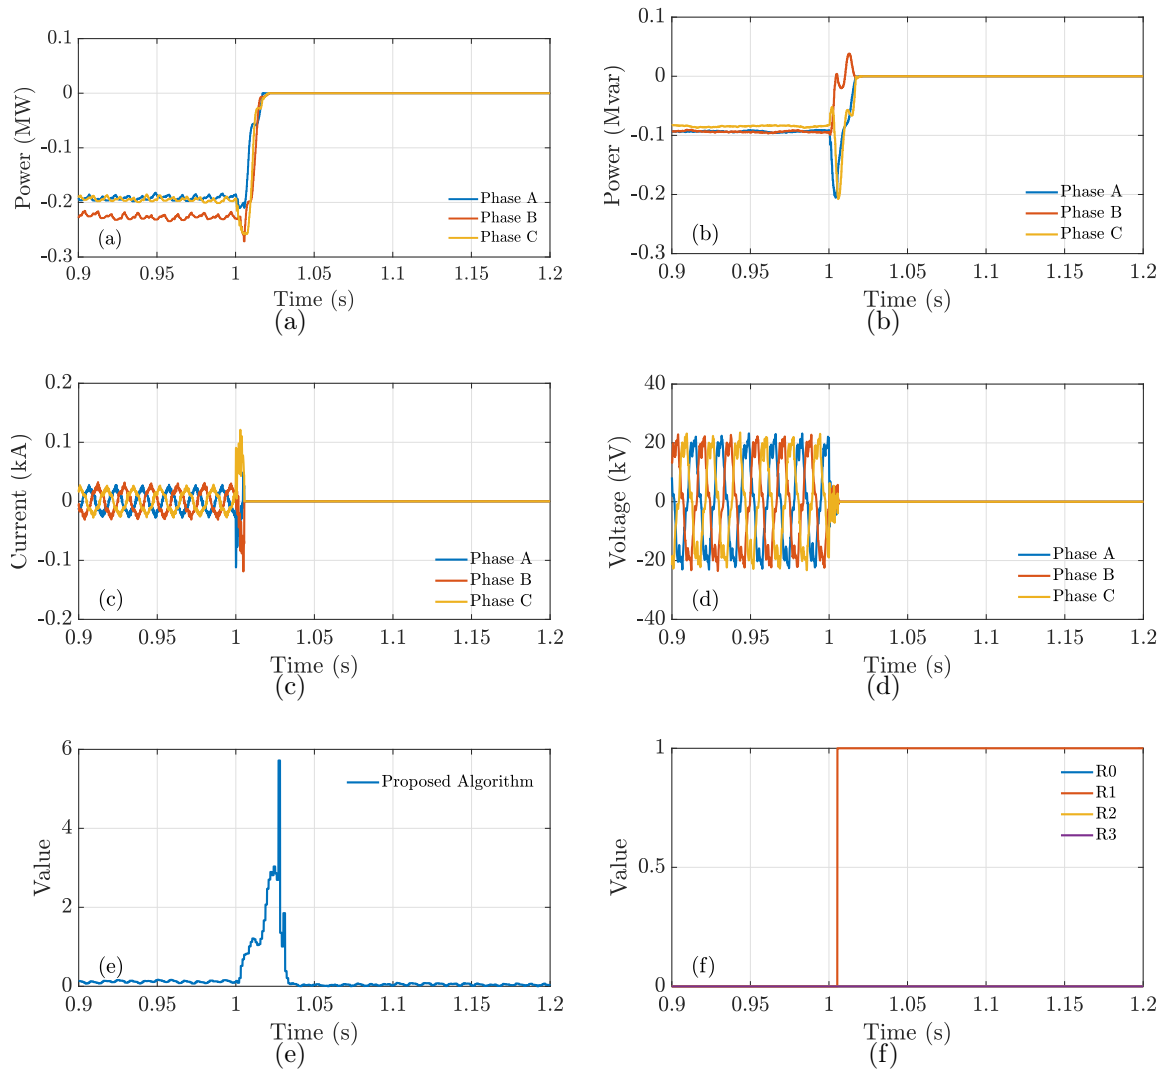 0.1
0
-0.1
-0.2
-0.3
Power (MW)
Phase A
Phase B
Phase C
(a)
0.9 0.95 1 1.05 1.1 1.15 1.2
Time (s)
(a)
0.1
0
-0.1
-0.2
-0.3
Power (Mvar)
Phase A
Phase B
Phase C
(b)
0.9 0.95 1 1.05 1.1 1.15 1.2
Time (s)
(b)
0.2
0.1
0
-0.1
-0.2
Current (kA)
Phase A
Phase B
Phase C
(c)
0.9 0.95 1 1.05 1.1 1.15 1.2
Time (s)
(c)
40
20
0
-20
-40
Voltage (kV)
Phase A
Phase B
Phase C
(d)
0.9 0.95 1 1.05 1.1 1.15 1.2
Time (s)
(d)
6
4
2
0
Value
Proposed Algorithm
(e)
0.9 0.95 1 1.05 1.1 1.15 1.2
Time (s)
(e)
1
0.5
0
Value
R0
R1
R2
R3
(f)
0.9 0.95 1 1.05 1.1 1.15 1.2
Time (s)
(f)